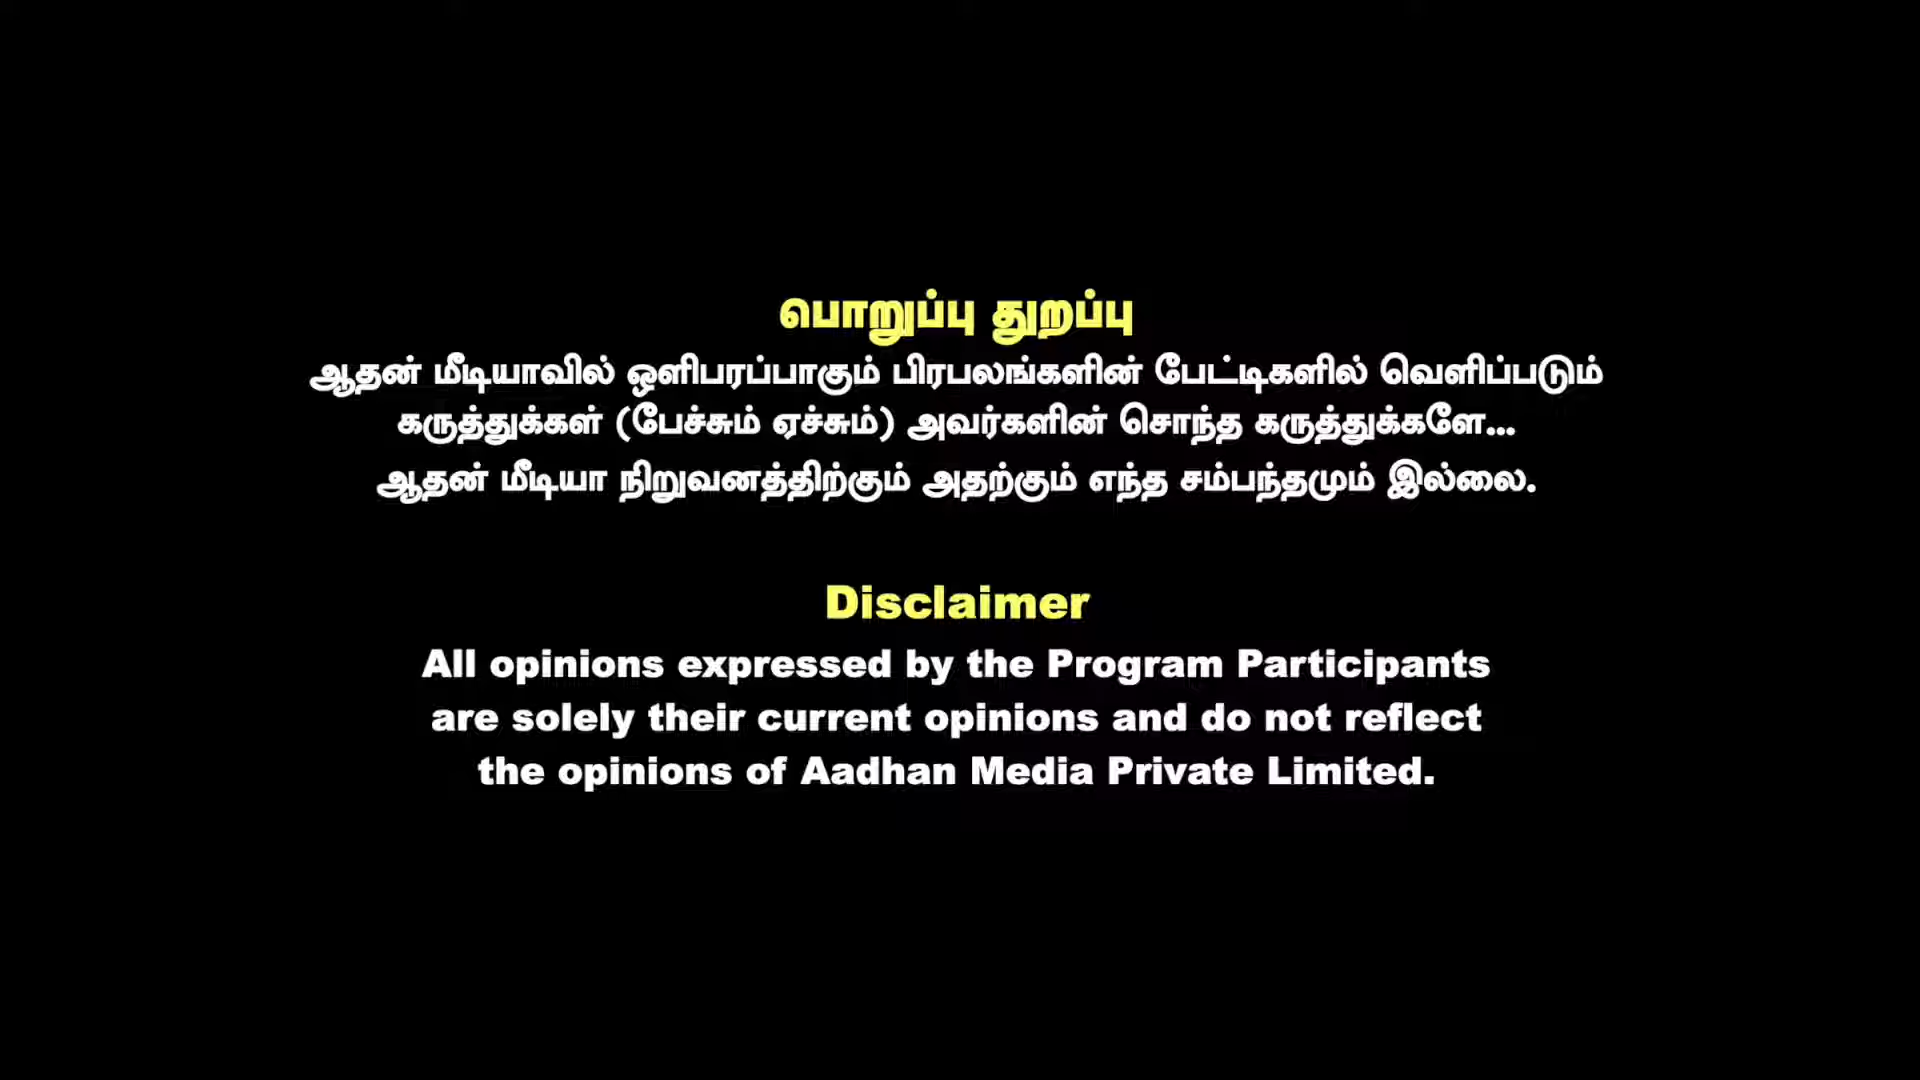 பொறுப்பு துறப்பு
ஆதன் மீடியாவில் ஒளிபரப்பாகும் பிரபலங்களின் பேட்டிகளில் வெளிப்படும்
கருத்துக்கள் (பேச்சும் ஏச்சும்) அவர்களின் சொந்த கருத்துக்களே...
ஆதன் மீடியா நிறுவனத்திற்கும் அதற்கும் எந்த சம்பந்தமும் இல்லை.
Disclaimer
All opinions expressed by the Program Participants
are solely their current opinions and do not reflect
the opinions of Aadhan Media Private Limited.